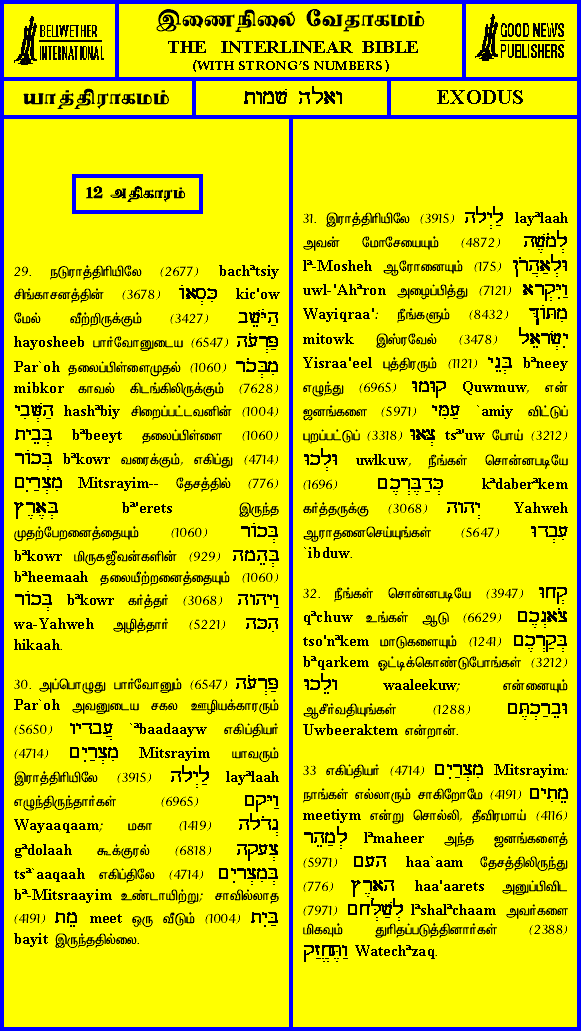 BELLWETHER
INTERNATIONAL
இணைநிலை வேதாகமம்
THE INTERLINEAR BIBLE
(WITH STRONG'S NUMBERS)
GOOD NEWS
PUBLISHERS
யாத்திராகமம்
ואלה שמות
EXODUS
12 அதிகாரம்
29. நடுராத்திரியிலே (2677) bachªtsiy
சிங்காசனத்தின் (3678) כִּסְאוֹ kic'ow
மேல் வீற்றிருக்கும் (3427) הַיֹּשֵׁב
hayosheeb பார்வோனுடைய (6547) פַּרְעֹה
Par`oh தலைப்பிள்ளைமுதல் (1060) מִבְּכֹר
mibkor காவல் கிடங்கிலிருக்கும் (7628)
הַשְּׁבִי hashªbiy சிறைப்பட்டவனின் (1004)
בְּבֵית bªbeeyt தலைப்பிள்ளை (1060)
בְּכוֹר bªkowr வரைக்கும், எகிப்து (4714)
מִצְרַיִם Mitsrayim-- தேசத்தில் (776)
בְּאֶרֶץ bª'erets இருந்த
முதற்பேறனைத்தையும் (1060) בְּכוֹר
bªkowr மிருகஜீவன்களின் (929) בְּהֵמָה
bªheemaah தலையீற்றனைத்தையும் (1060)
בְּכוֹר bªkowr கர்த்தர் (3068) וַיהוה
wa-Yahweh அழித்தார் (5221) הִכָּה
hikaah.
30. அப்பொழுது பார்வோனும் (6547) פַּרְעֹה
Par`oh அவனுடைய சகல ஊழியக்காரரும்
(5650) עֲבָדָיו `ªbaadaayw எகிப்தியர்
(4714) מִצְרַיִם Mitsrayim யாவரும்
இராத்திரியிலே (3915) לַיְלָה layªlaah
எழுந்திருந்தார்கள் (6965) וַיָּקָם
Wayaaqaam; மகா (1419) גְדֹלָה
gªdolaah கூக்குரல் (6818) צְעָקָה
tsª`aaqaah எகிப்திலே (4714) בְּמִצְרָיִם
bª-Mitsraayim உண்டாயிற்று; சாவில்லாத
(4191) מֵת meet ஒரு வீடும் (1004) בַּיִת
bayit இருந்ததில்லை.
31. இராத்திரியிலே (3915) לַיְלָה layªlaah
அவன் மோசேயையும் (4872) לְמֹשֶׁה
lª-Mosheh ஆரோனையும் (175) וּלְאַהֲרֹן
uwl-'Ahªron அழைப்பித்து (7121) וַיִּקְרָא
Wayiqraa'; நீங்களும் (8432) מִתּוֹךְ
mitowk இஸ்ரவேல் (3478) יִשְׂרָאֵל
Yisraa'eel புத்திரரும் (1121) בְּנֵי bªneey
எழுந்து (6965) קוּמוּ Quwmuw, என்
ஜனங்களை (5971) עַמִּי `amiy விட்டுப்
புறப்பட்டுப் (3318) צְּאוּ tsª'uw போய் (3212)
וּלְכוּ uwlkuw, நீங்கள் சொன்னபடியே
(1696) כְּדַבֶּרְכֶם kªdaberªkem
கர்த்தருக்கு (3068) יְהוָה Yahweh
ஆராதனைசெய்யுங்கள் (5647) עִבְדוּ
`ibduw.
32. நீங்கள் சொன்னபடியே (3947) קְחוּ
qªchuw உங்கள் ஆடு (6629) צֹאנְכֶם
tso'nªkem மாடுகளையும் (1241) בְּקַרְכֶם
bªqarkem ஓட்டிக்கொண்டுபோங்கள் (3212)
וָלֵכוּ waaleekuw; என்னையும்
ஆசீர்வதியுங்கள் (1288) וּבֵרַכְתֶּם
Uwbeeraktem என்றான்.
33 எகிப்தியர் (4714) מִצְרַיִם Mitsrayim:
நாங்கள் எல்லாரும் சாகிறோமே (4191) מֵתִים
meetiym என்று சொல்லி, தீவிரமாய் (4116)
לְמַהֵר lªmaheer அந்த ஜனங்களைத்
(5971) הָעָם haa`aam தேசத்திலிருந்து
(776) הָאָרֶץ haa'aarets அனுப்பிவிட
(7971) לְשַׁלְּחָם lªshalªchaam அவர்களை
மிகவும் துரிதப்படுத்தினார்கள் (2388)
וַתֶּחֱזַק Watechªzaq.